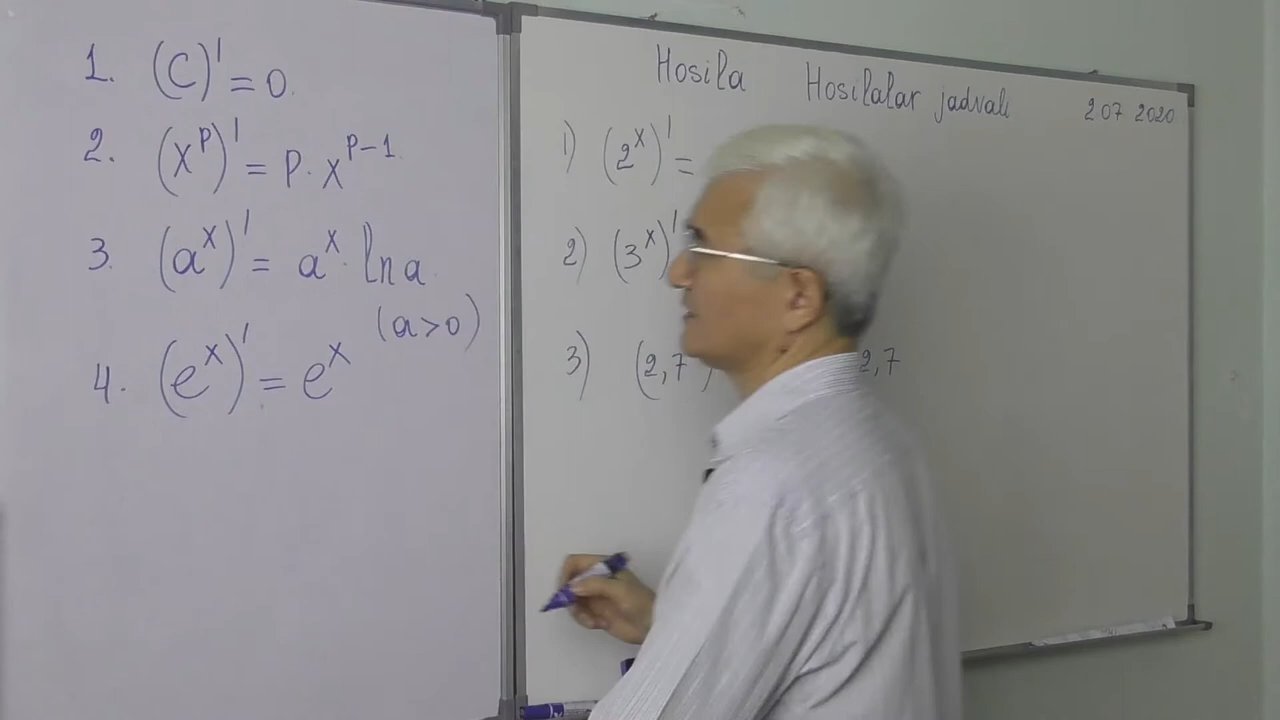 1. (C)' = 0.
2. (x^p)' = p · x^{p-1}
3. (a^x)' = a^x · ln a
(a>0)
4. (e^x)' = e^x
Hosila Hosilalar jadvali 2 07 2020
1) (2^x)' =
2) (3^x)'
3) (2,7 2,7